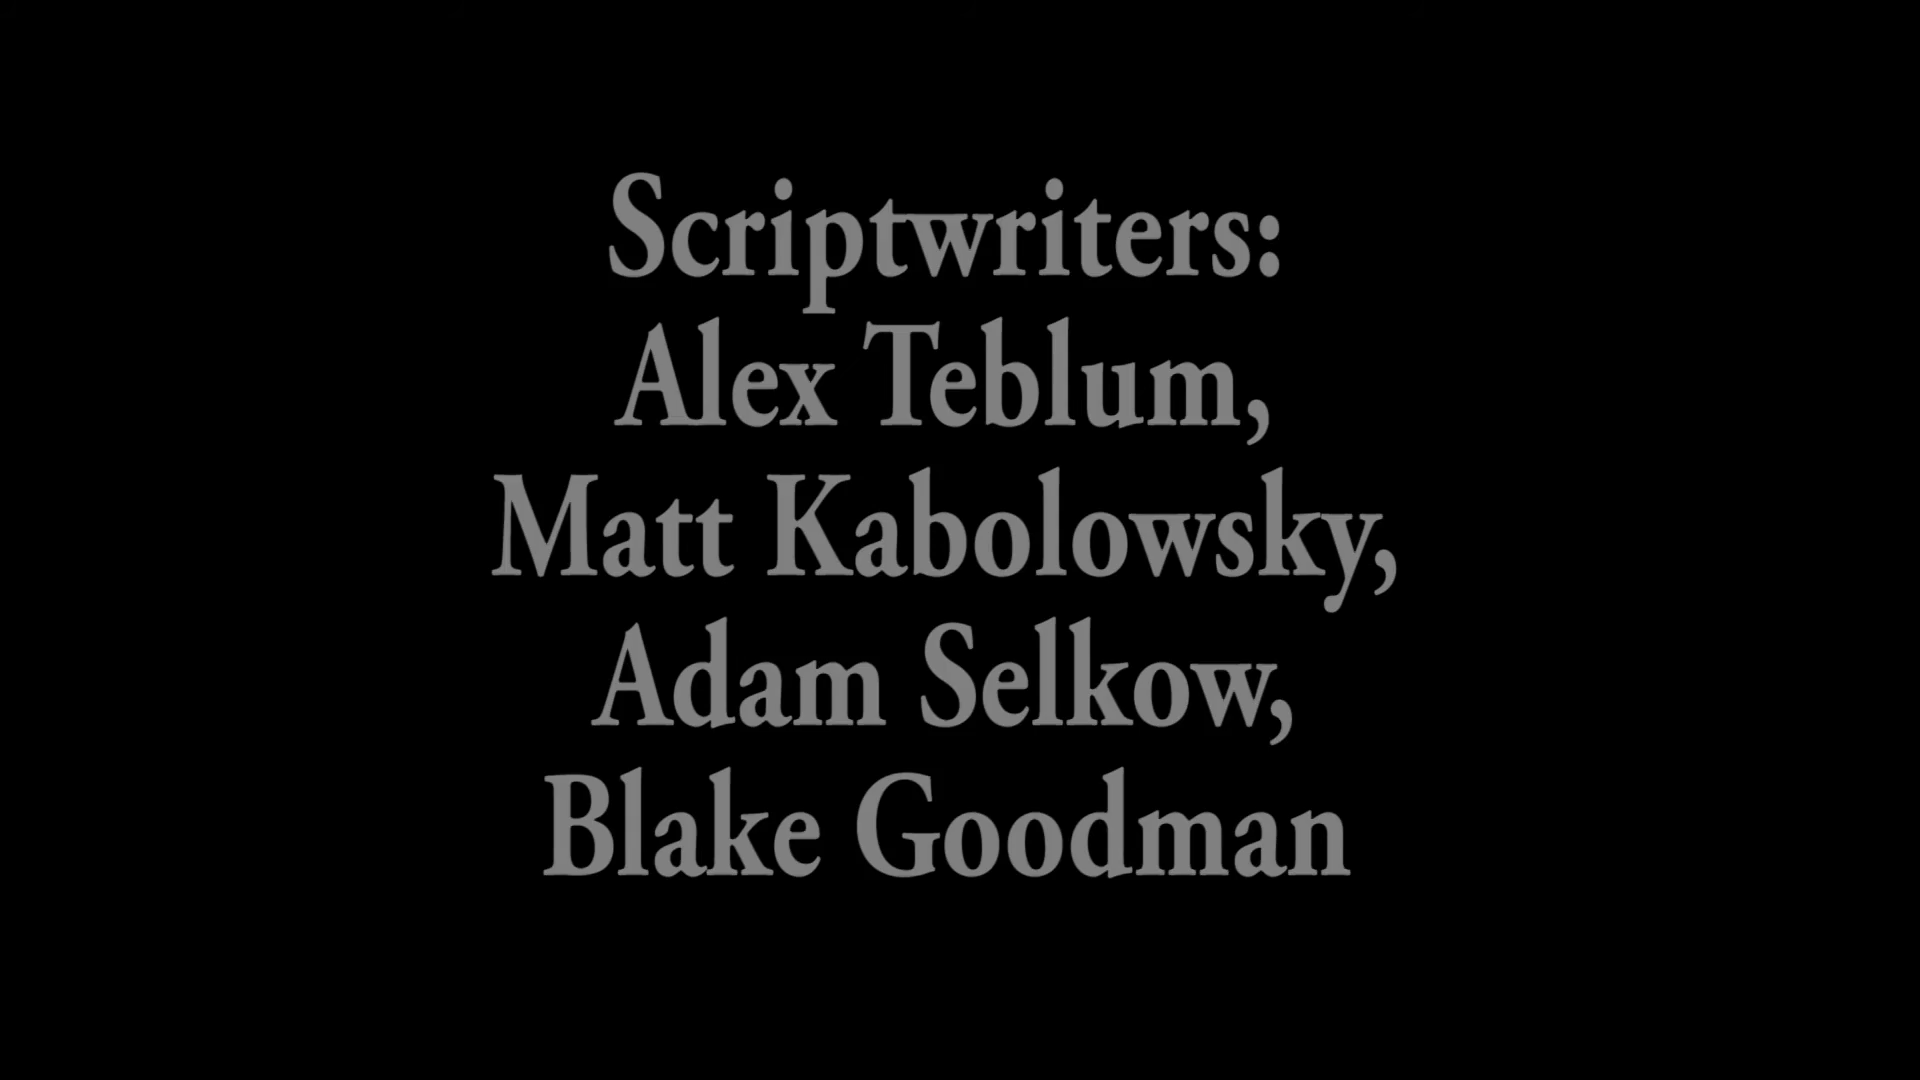 Scriptwriters:
Alex Teblum,
Matt Kabolowsky,
Adam Selkow,
Blake Goodman